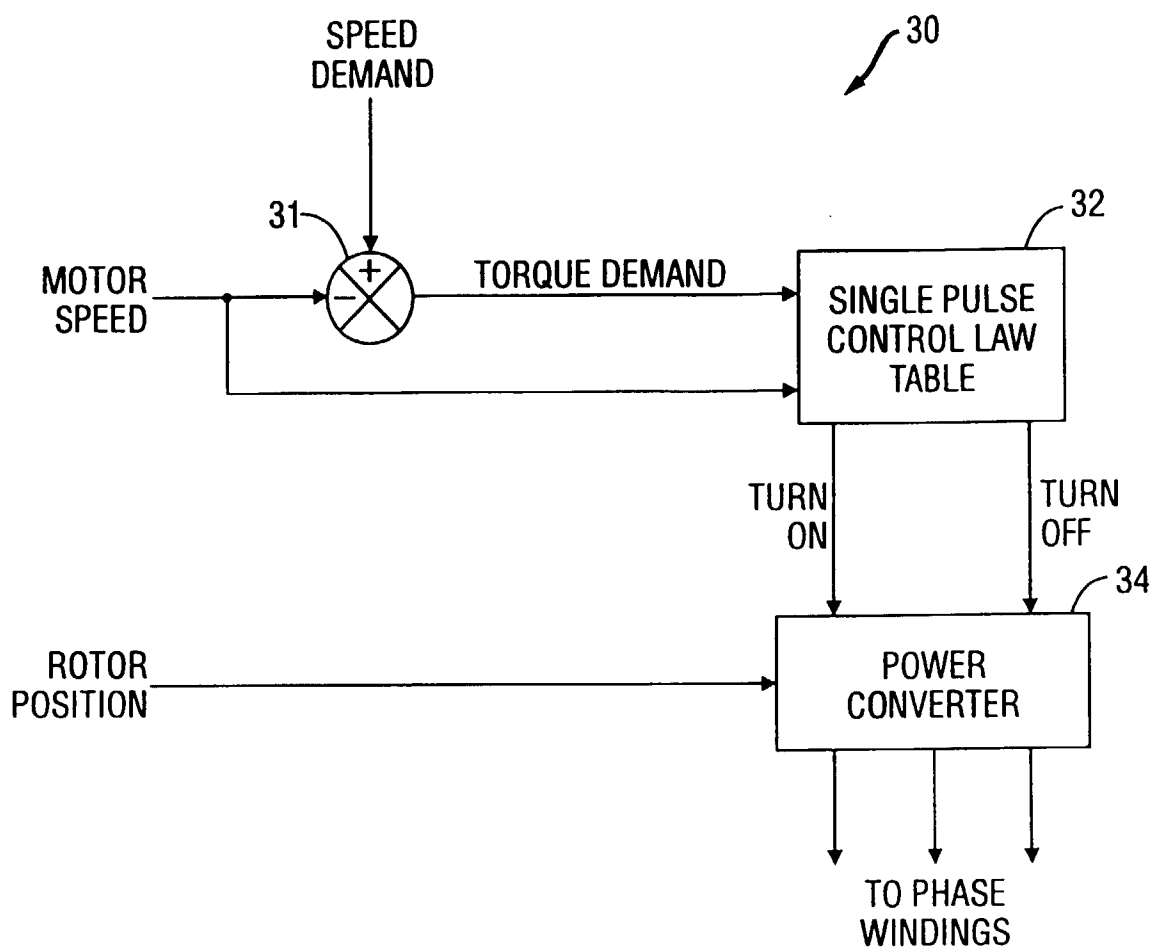 SPEED
DEMAND
30
31
+
−
MOTOR
SPEED
TORQUE DEMAND
32
SINGLE PULSE
CONTROL LAW
TABLE
TURN
ON
TURN
OFF
34
ROTOR
POSITION
POWER
CONVERTER
TO PHASE
WINDINGS